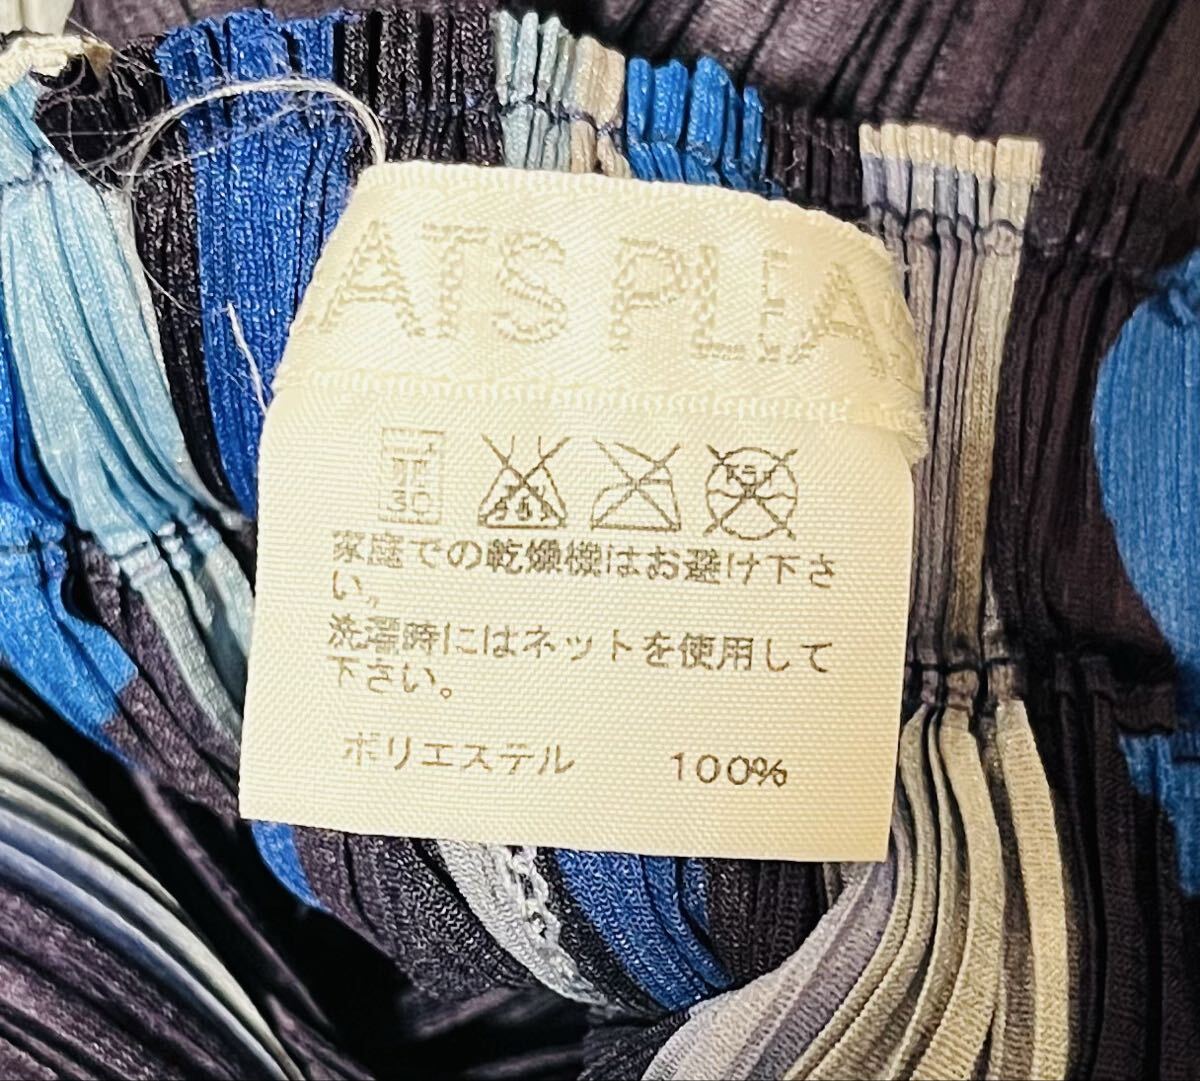 ATS PLEA
30
家庭での乾燥機はお避け下さ
い。
洗濯時にはネットを使用して
下さい。
ポリエステル 100%